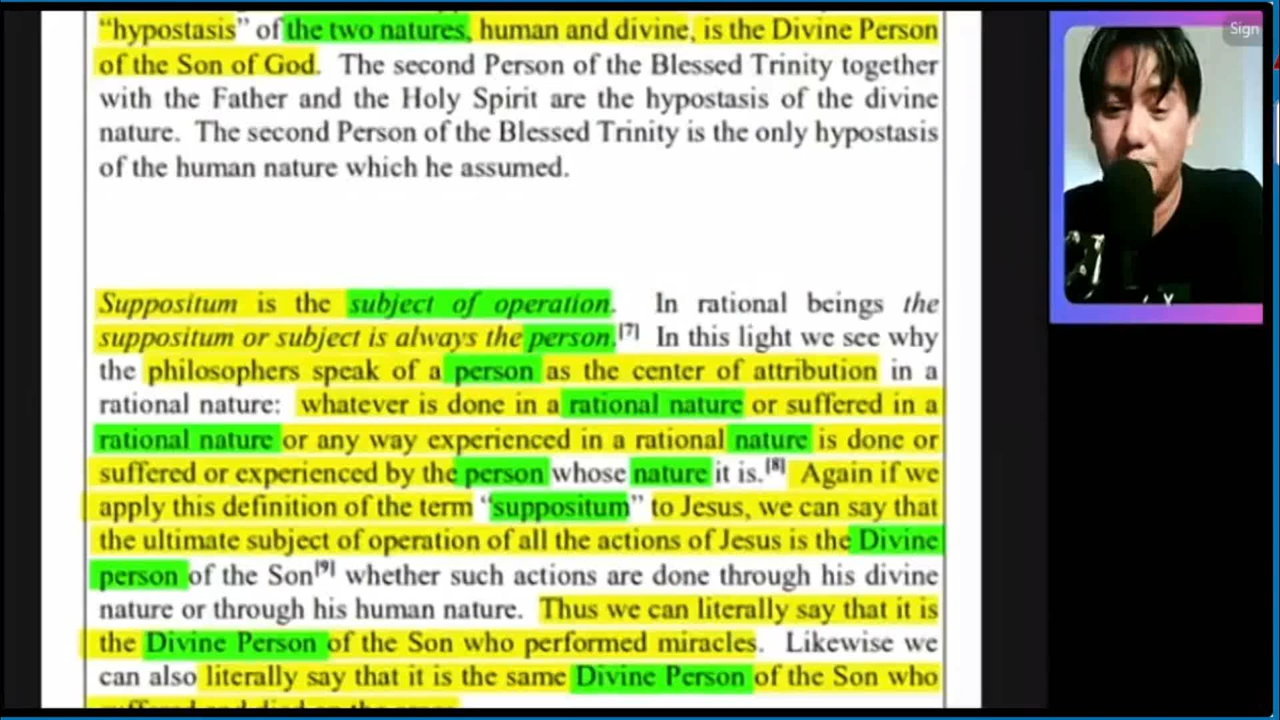 “hypostasis” of the two natures, human and divine, is the Divine Person
of the Son of God. The second Person of the Blessed Trinity together
with the Father and the Holy Spirit are the hypostasis of the divine
nature. The second Person of the Blessed Trinity is the only hypostasis
of the human nature which he assumed.
Suppositum is the subject of operation. In rational beings the
suppositum or subject is always the person.[7] In this light we see why
the philosophers speak of a person as the center of attribution in a
rational nature: whatever is done in a rational nature or suffered in a
rational nature or any way experienced in a rational nature is done or
suffered or experienced by the person whose nature it is.[8] Again if we
apply this definition of the term “suppositum” to Jesus, we can say that
the ultimate subject of operation of all the actions of Jesus is the Divine
person of the Son[9] whether such actions are done through his divine
nature or through his human nature. Thus we can literally say that it is
the Divine Person of the Son who performed miracles. Likewise we
can also literally say that it is the same Divine Person of the Son who
Sign